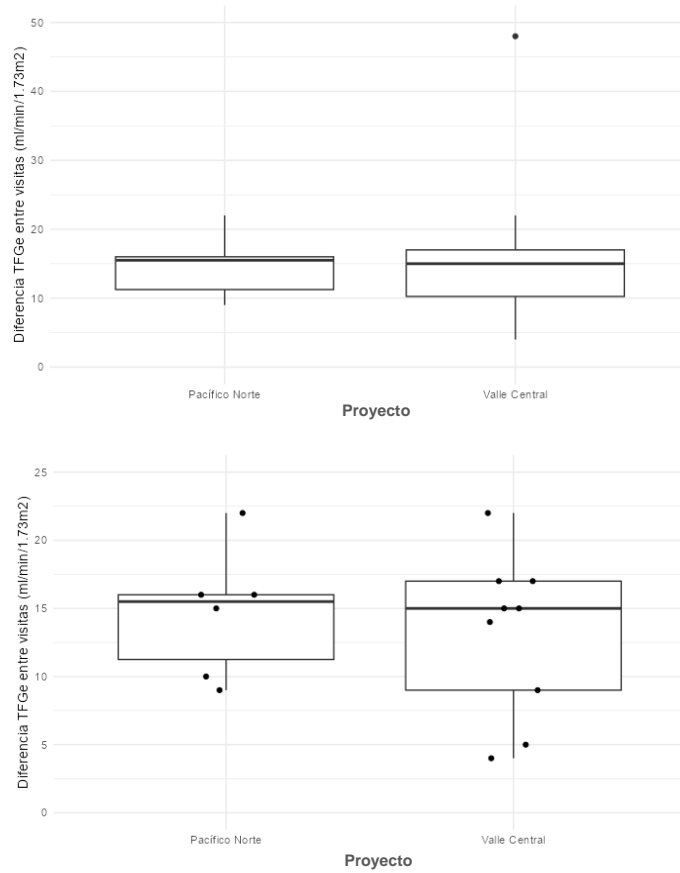 Diferencia TFGe entre visitas (ml/min/1.73m2)
50
40
30
20
10
0
Pacífico Norte
Valle Central
Proyecto
Diferencia TFGe entre visitas (ml/min/1.73m2)
25
20
15
10
5
0
Pacífico Norte
Valle Central
Proyecto